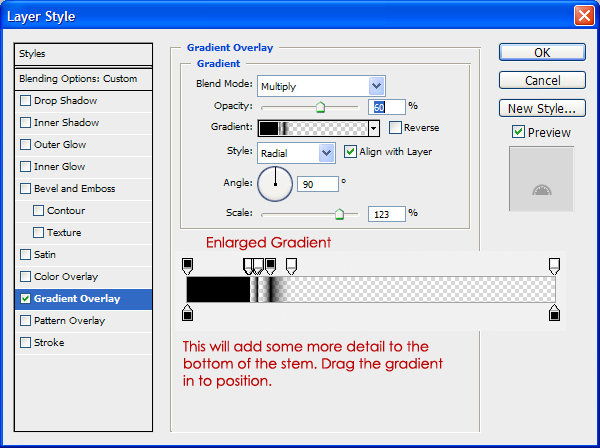 Layer Style
Styles
Blending Options: Custom
Drop Shadow
Inner Shadow
Outer Glow
Inner Glow
Bevel and Emboss
Contour
Texture
Satin
Color Overlay
Gradient Overlay
Pattern Overlay
Stroke
Gradient Overlay
Gradient
Blend Mode: Multiply
Opacity: 60 %
Gradient: Reverse
Style: Radial Align with Layer
Angle: 90 °
Scale: 123 %
Enlarged Gradient
This will add some more detail to the
bottom of the stem. Drag the gradient
in to position.
OK
Cancel
New Style...
Preview